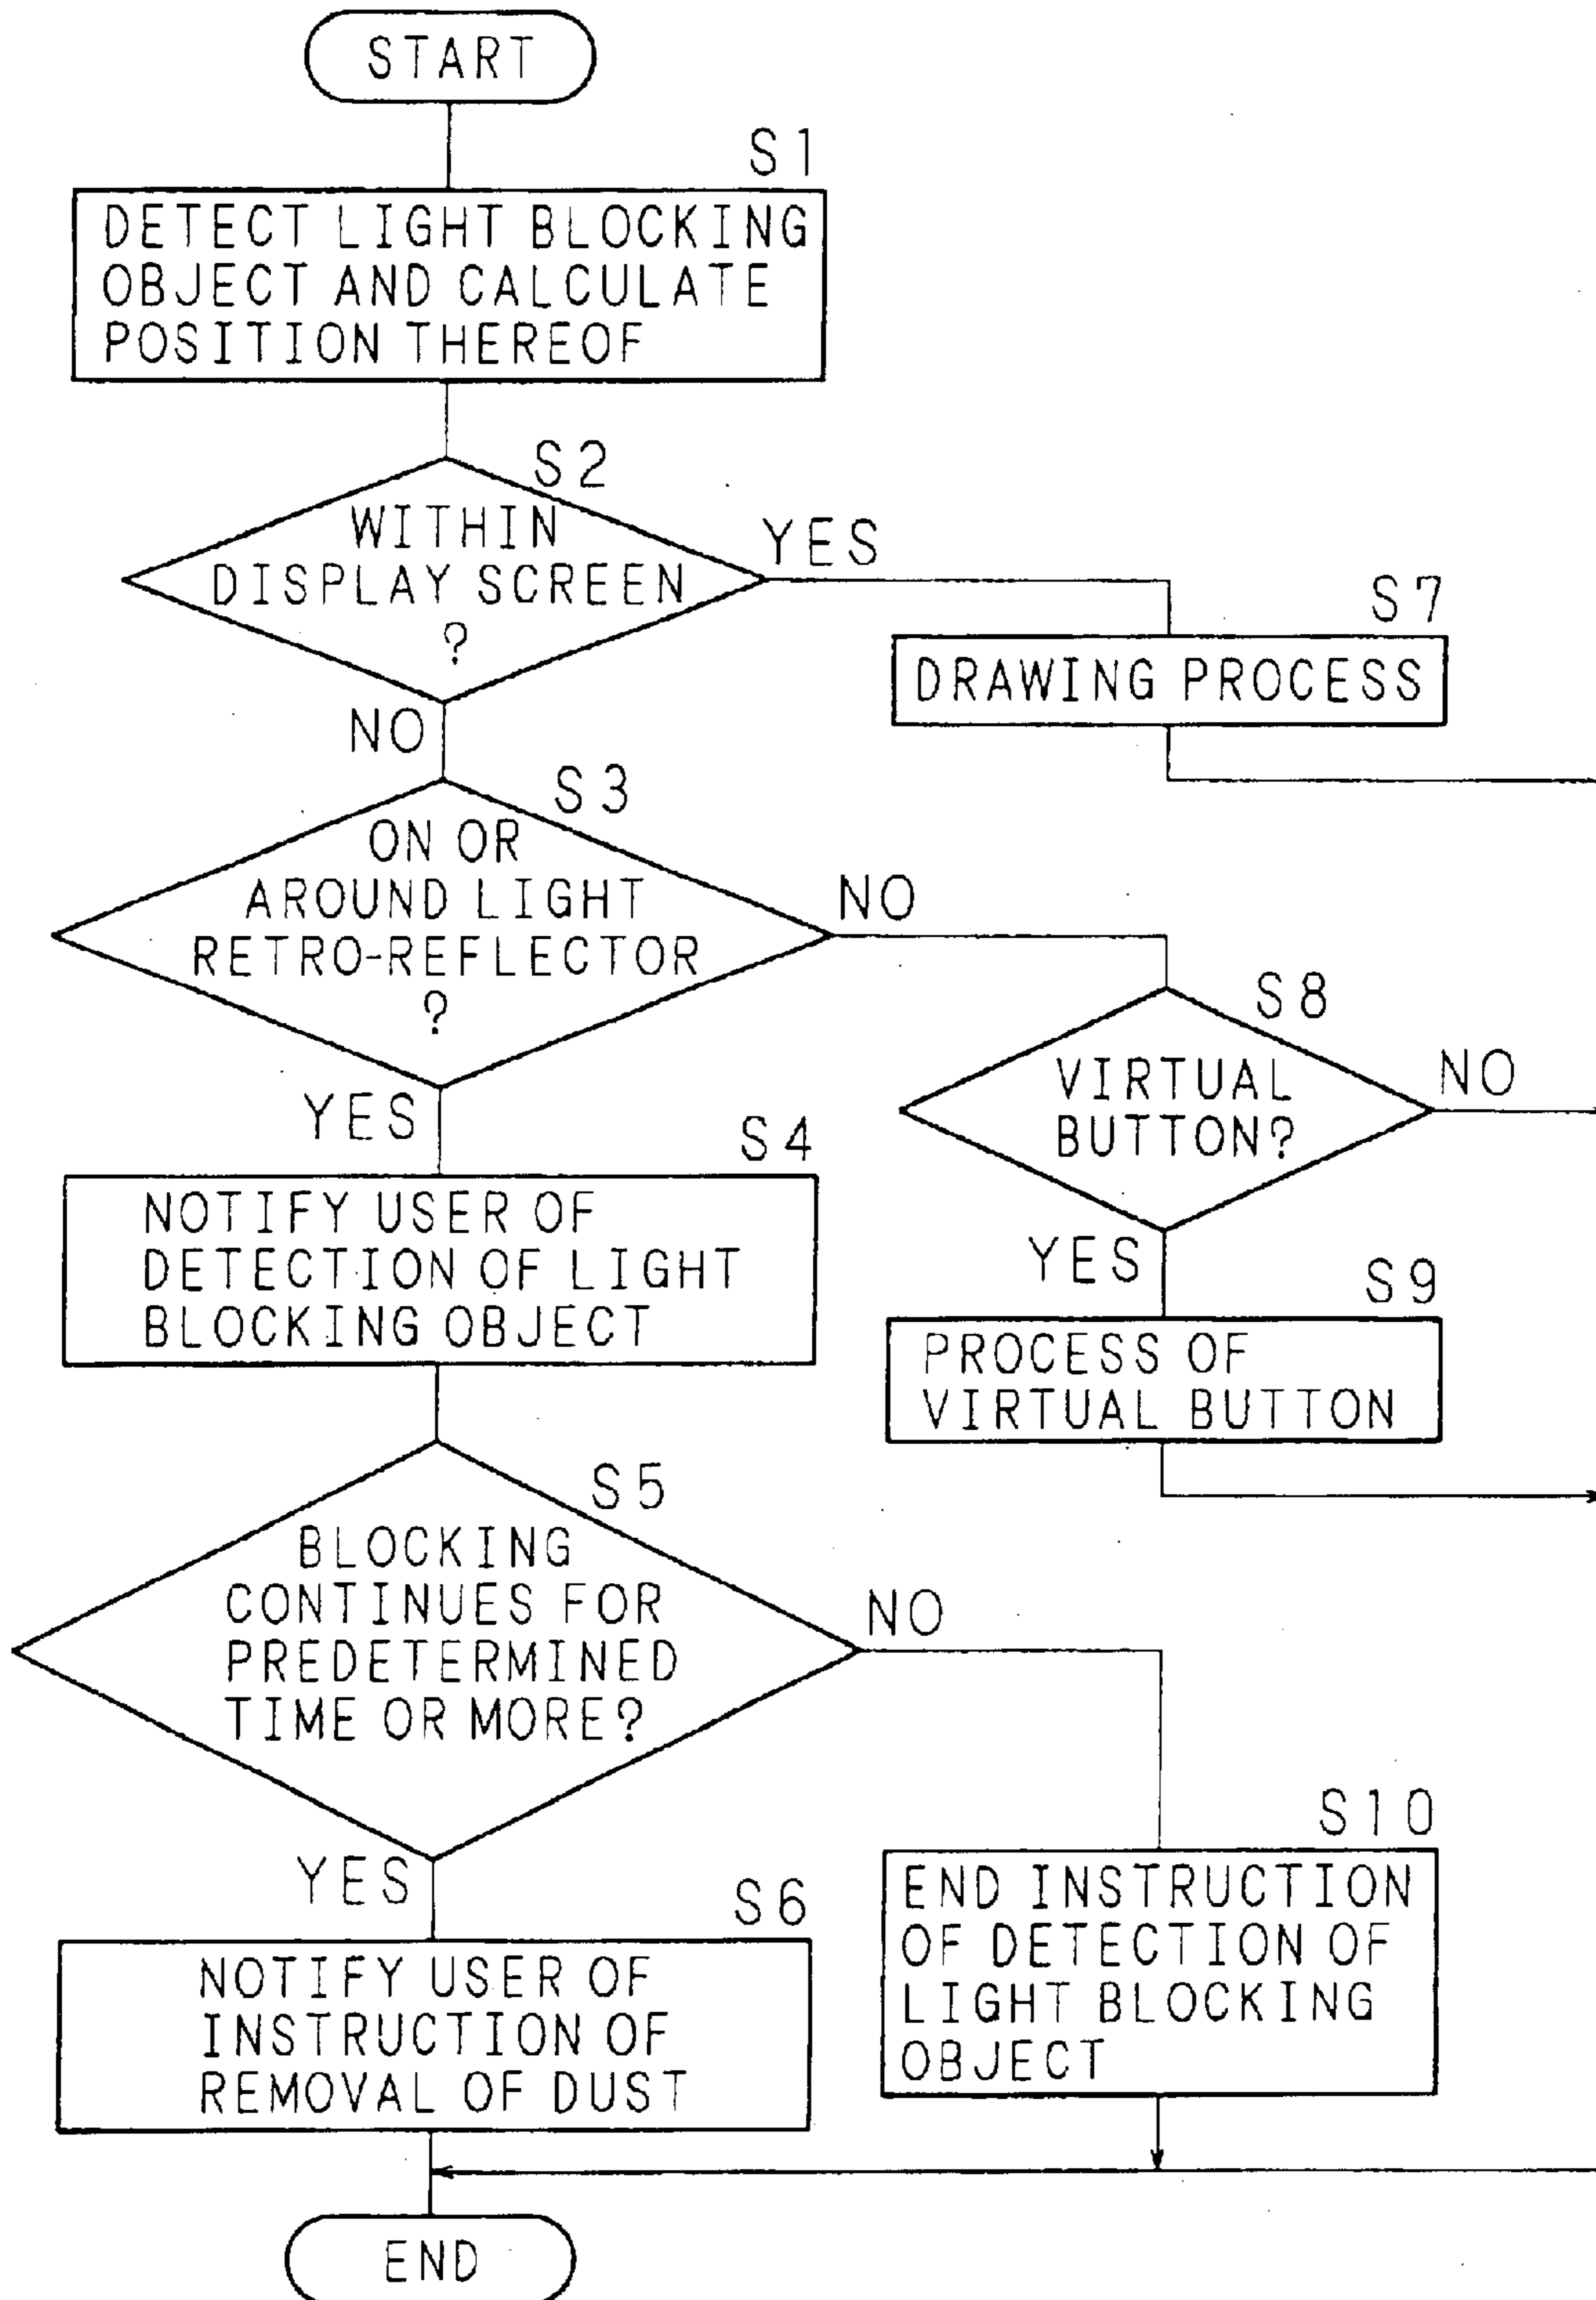 START
S1
DETECT LIGHT BLOCKING
OBJECT AND CALCULATE
POSITION THEREOF
S2
WITHIN
DISPLAY SCREEN
?
YES
NO
S7
DRAWING PROCESS
S3
ON OR
AROUND LIGHT
RETRO-REFLECTOR
?
NO
YES
S8
VIRTUAL
BUTTON?
NO
YES
S9
PROCESS OF
VIRTUAL BUTTON
S4
NOTIFY USER OF
DETECTION OF LIGHT
BLOCKING OBJECT
S5
BLOCKING
CONTINUES FOR
PREDETERMINED
TIME OR MORE?
NO
YES
S10
END INSTRUCTION
OF DETECTION OF
LIGHT BLOCKING
OBJECT
S6
NOTIFY USER OF
INSTRUCTION OF
REMOVAL OF DUST
END